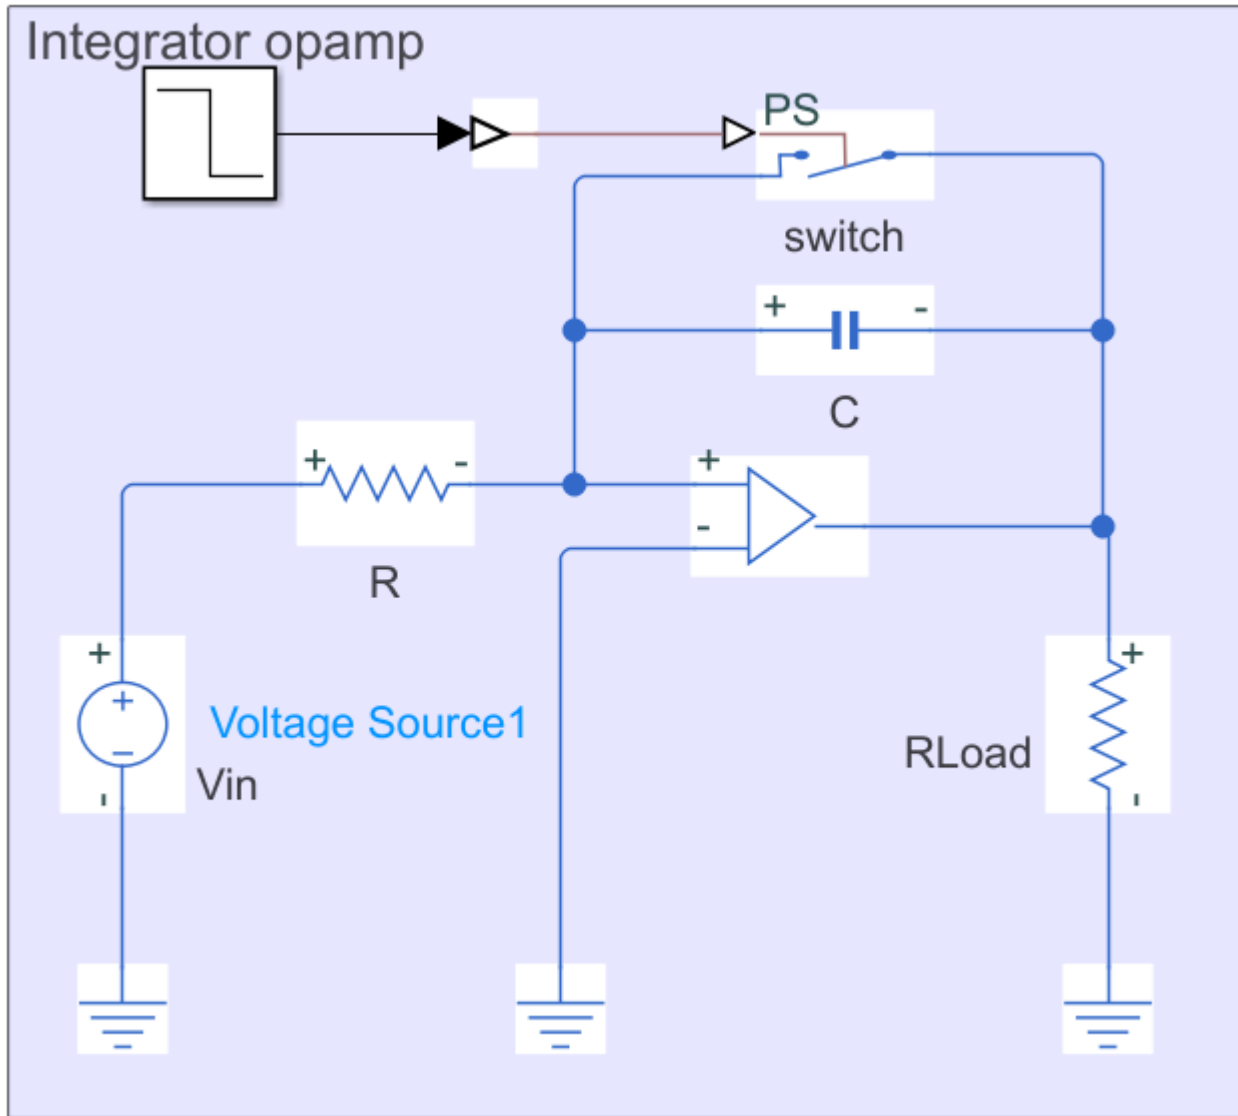 Integrator opamp
PS
switch
+ -
C
+ -
R
+
-
+
+
-
-
Voltage Source1
Vin
+
RLoad
-